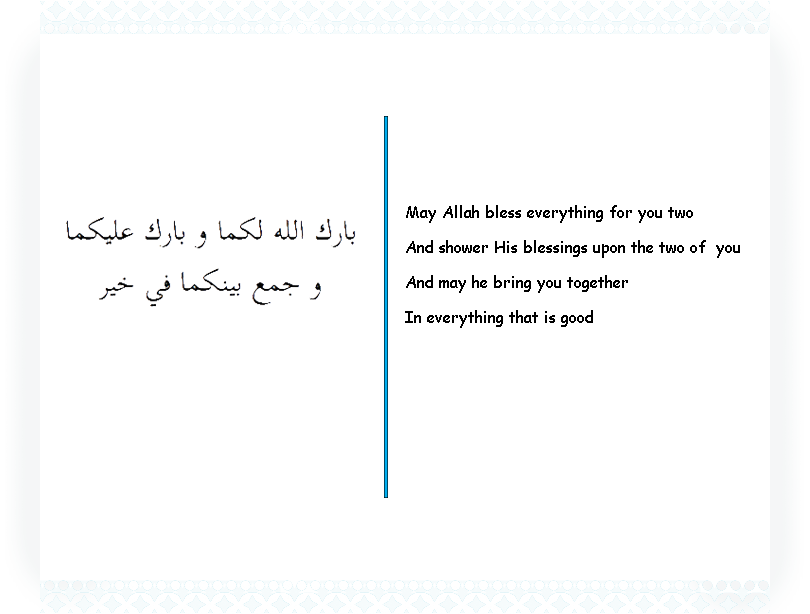 بارك الله لكما و بارك عليكما
و جمع بينكما في خير
May Allah bless everything for you two
And shower His blessings upon the two of you
And may he bring you together
In everything that is good